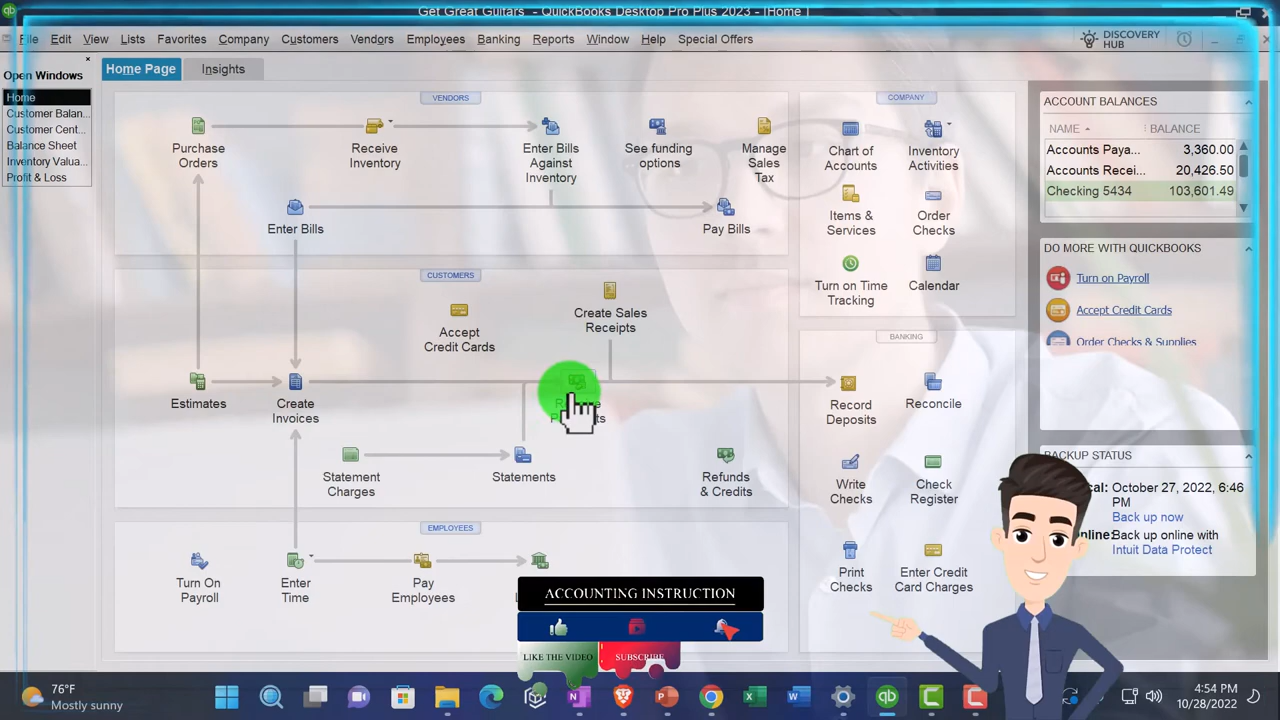 Get Great Guitars - QuickBooks Desktop Pro Plus 2023 - [Home]
File Edit View Lists Favorites Company Customers Vendors Employees Banking Reports Window Help Special Offers
DISCOVERY
HUB
Open Windows
Home
Customer Balan...
Customer Cent...
Balance Sheet
Inventory Valua...
Profit & Loss
Home Page
Insights
VENDORS
Purchase
Orders
Receive
Inventory
Enter Bills
Against
Inventory
See funding
options
Manage
Sales
Tax
Enter Bills
Pay Bills
CUSTOMERS
Accept
Credit Cards
Create Sales
Receipts
Estimates
Create
Invoices
Statement
Charges
Statements
Refunds
& Credits
EMPLOYEES
Turn On
Payroll
Enter
Time
Pay
Employees
COMPANY
Chart of
Accounts
Inventory
Activities
Items &
Services
Order
Checks
Turn on Time
Tracking
Calendar
BANKING
Record
Deposits
Reconcile
Write
Checks
Check
Register
Print
Checks
Enter Credit
Card Charges
ACCOUNT BALANCES
NAME BALANCE
Accounts Paya... 3,360.00
Accounts Recei... 20,426.50
Checking 5434 103,601.49
DO MORE WITH QUICKBOOKS
Turn on Payroll
Accept Credit Cards
Order Checks & Supplies
BACKUP STATUS
October 27, 2022, 6:46
PM
Back up now
Back up online with
Intuit Data Protect
ACCOUNTING INSTRUCTION
LIKE THE VIDEO
SUBSCRIBE
76°F
Mostly sunny
4:54 PM
10/28/2022